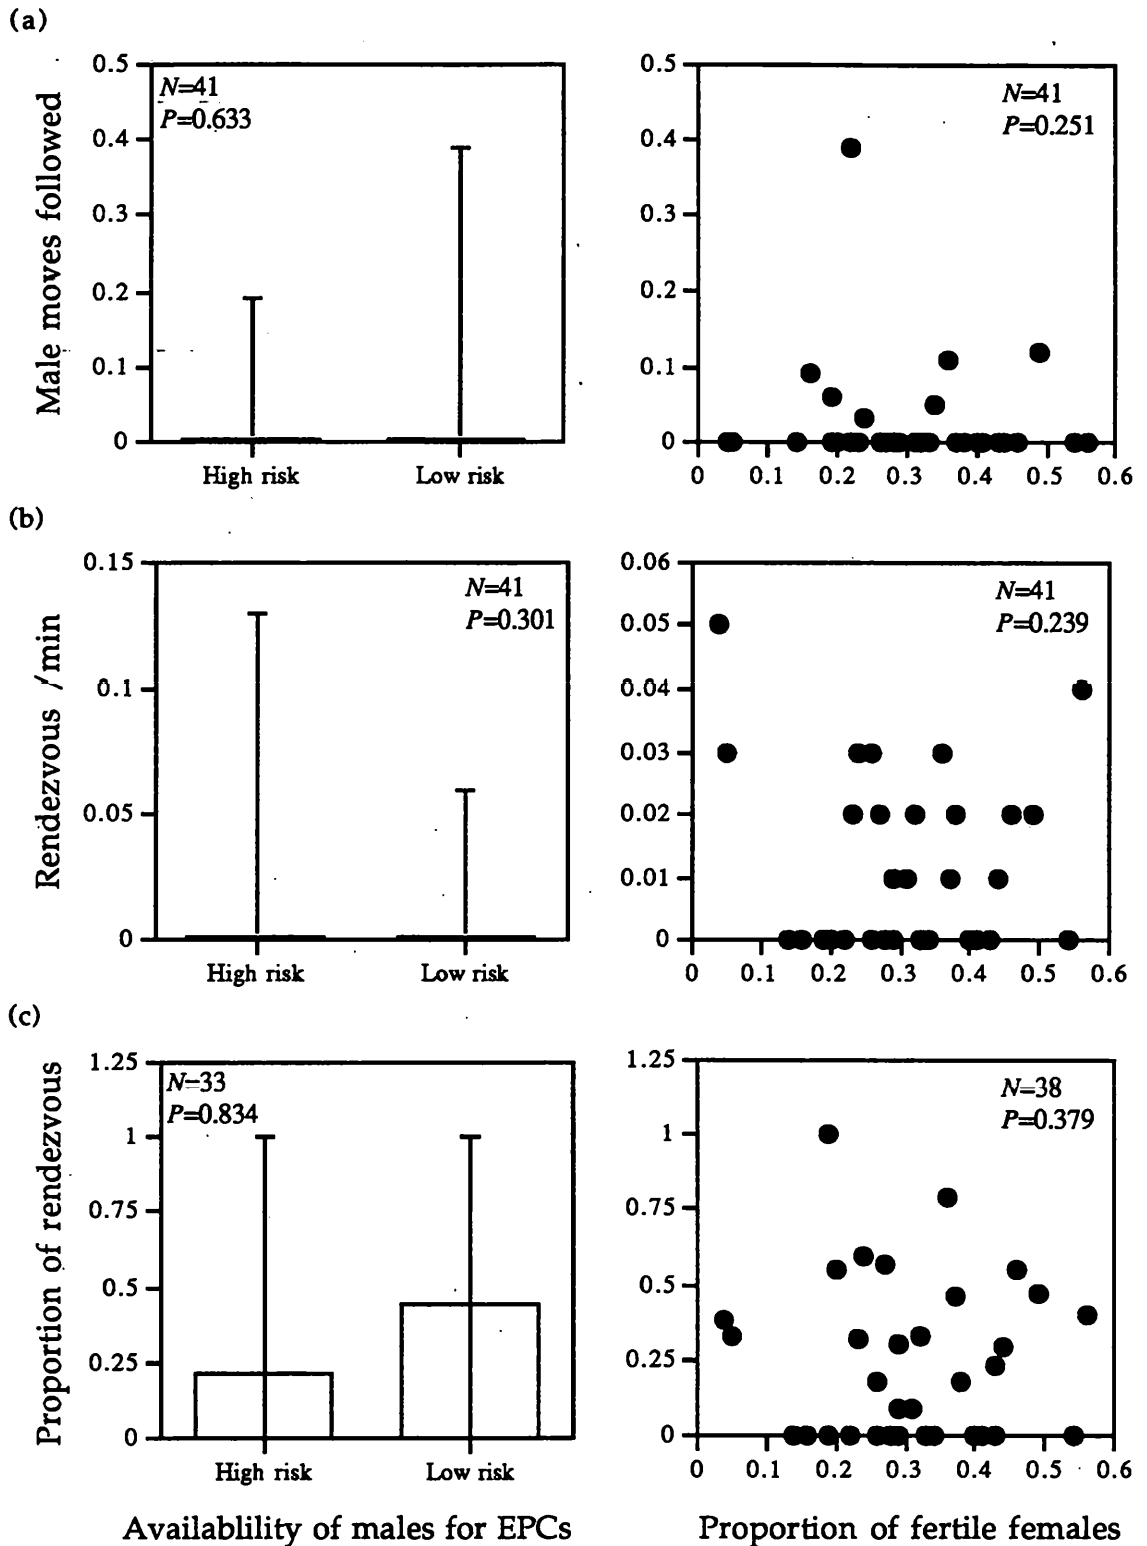 (a)
Male moves followed
0.5
0.4
0.3
0.2
0.1
0
N=41
P=0.633
High risk
Low risk
0.5
0.4
0.3
0.2
0.1
0
N=41
P=0.251
0 0.1 0.2 0.3 0.4 0.5 0.6
(b)
Rendezvous /min
0.15
0.1
0.05
0
N=41
P=0.301
High risk
Low risk
0.06
0.05
0.04
0.03
0.02
0.01
0
N=41
P=0.239
0 0.1 0.2 0.3 0.4 0.5 0.6
(c)
Proportion of rendezvous
1.25
1
0.75
0.5
0.25
0
N=33
P=0.834
High risk
Low risk
1.25
1
0.75
0.5
0.25
0
N=38
P=0.379
0 0.1 0.2 0.3 0.4 0.5 0.6
Availablility of males for EPCs
Proportion of fertile females